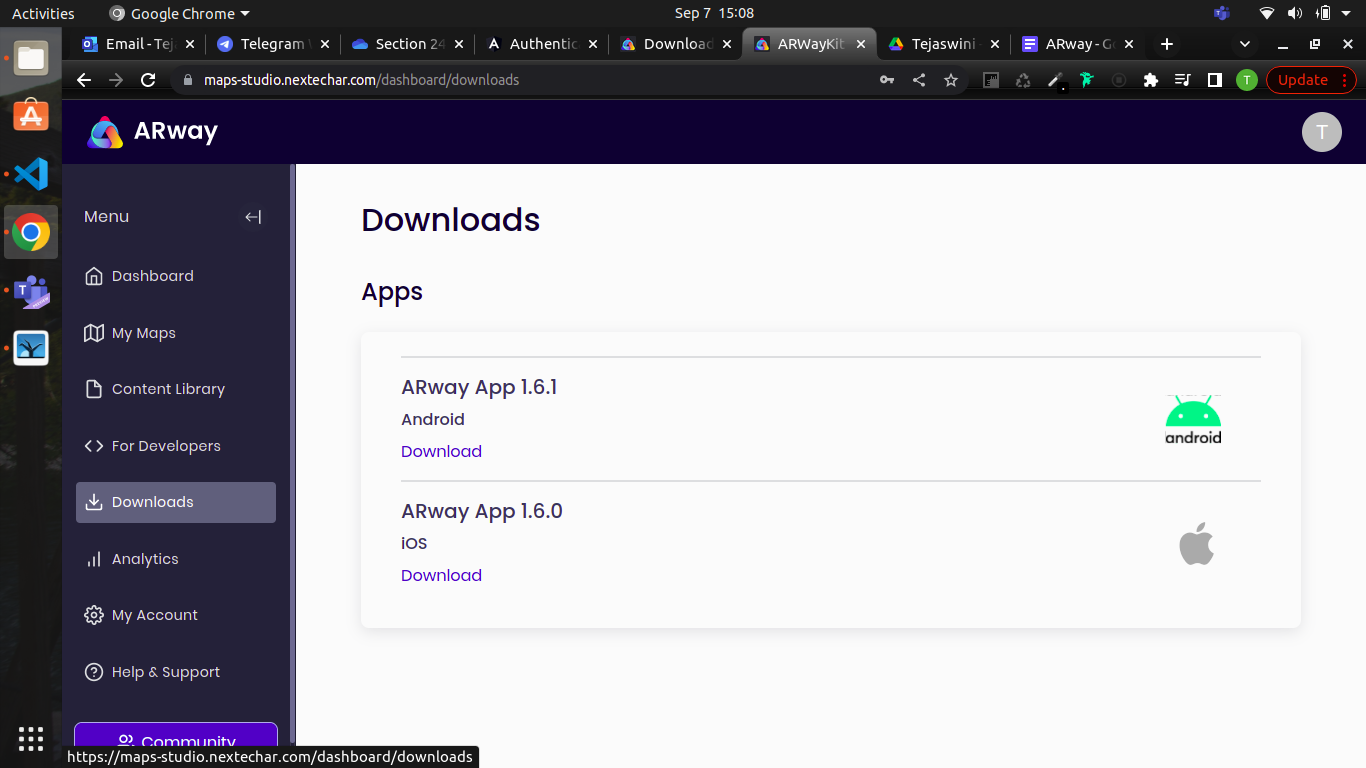 Activities
Google Chrome
Sep 7 15:08
Email - Tej
Telegram
Section 24
Authentic
Download
ARWayKit
Tejaswini -
ARway - Go
maps-studio.nextechar.com/dashboard/downloads
T
Update
ARway
T
Menu
Dashboard
My Maps
Content Library
For Developers
Downloads
Analytics
My Account
Help & Support
Community
Downloads
Apps
ARway App 1.6.1
Android
Download
android
ARway App 1.6.0
iOS
Download
https://maps-studio.nextechar.com/dashboard/downloads